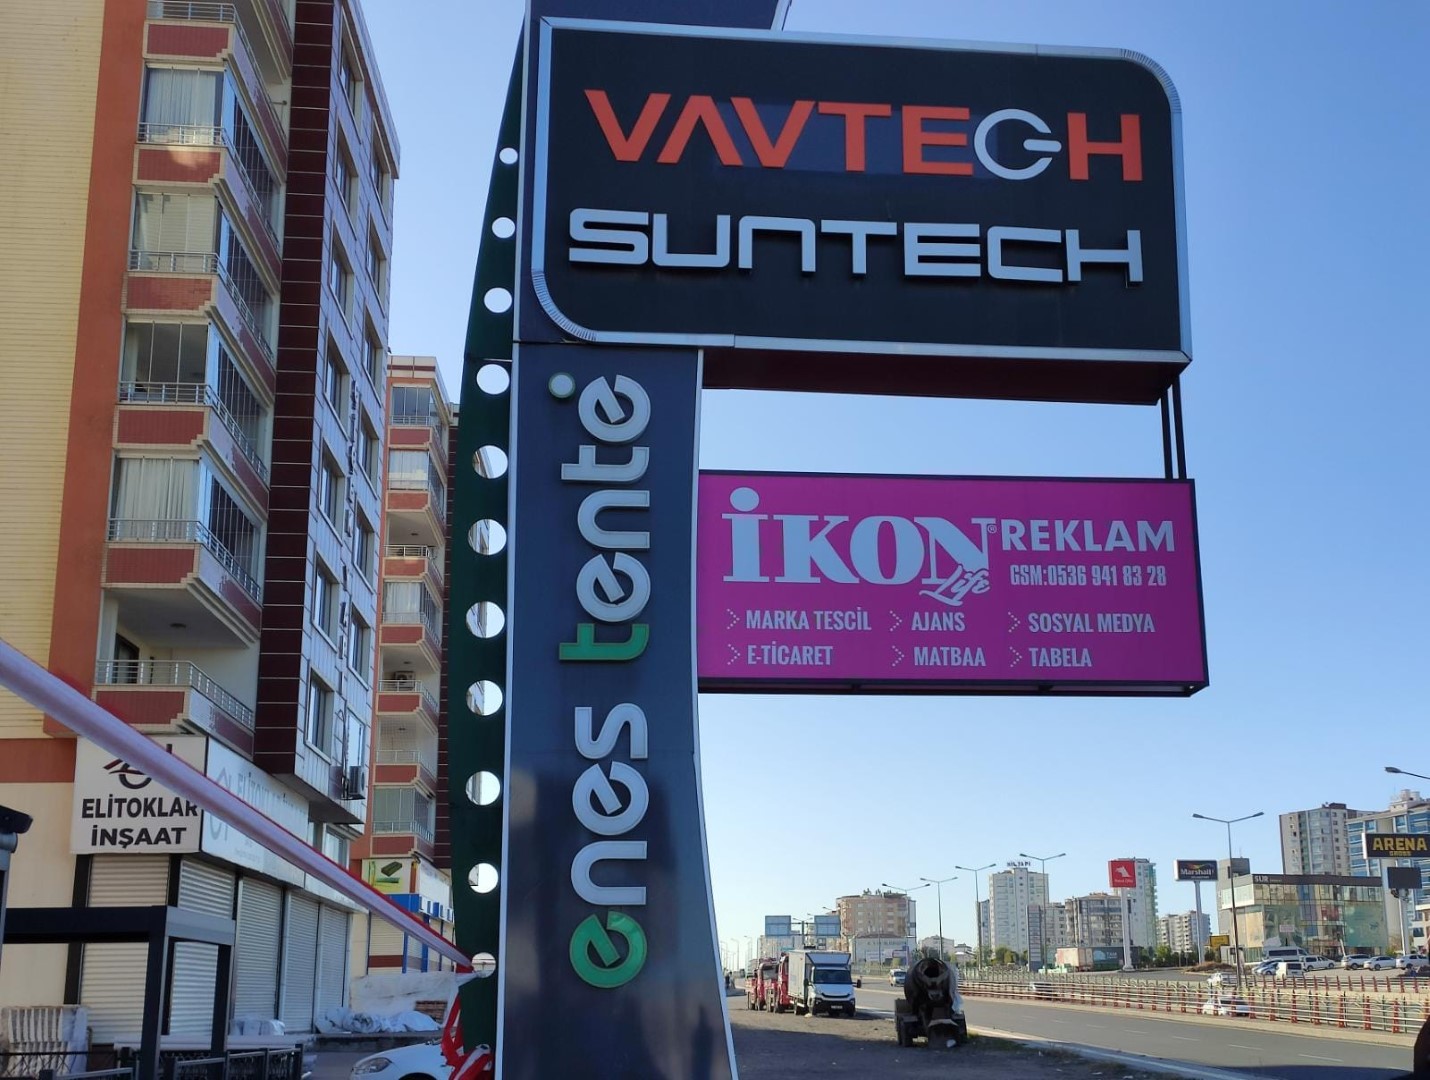 VAVTECH
SUNTECH
enes tente
İKON Life® REKLAM
GSM:0536 941 83 28
MARKA TESCİL AJANS SOSYAL MEDYA
E-TİCARET MATBAA TABELA
ELİTOKLAR
İNŞAAT
ARENA
Marshall
SUR